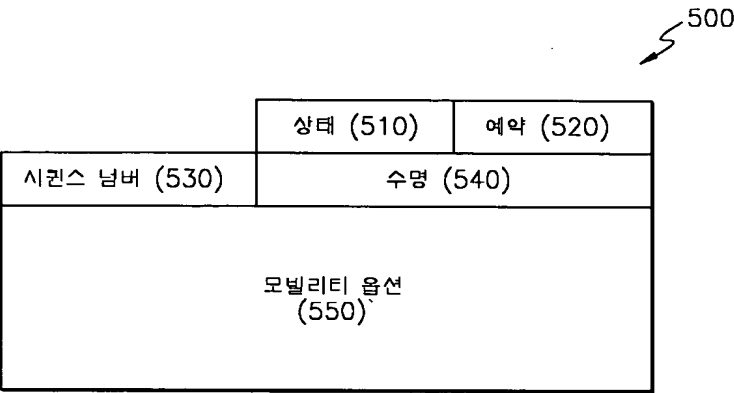 500
상태 (510)
예약 (520)
시퀀스 넘버 (530)
수명 (540)
모빌리티 옵션
(550)